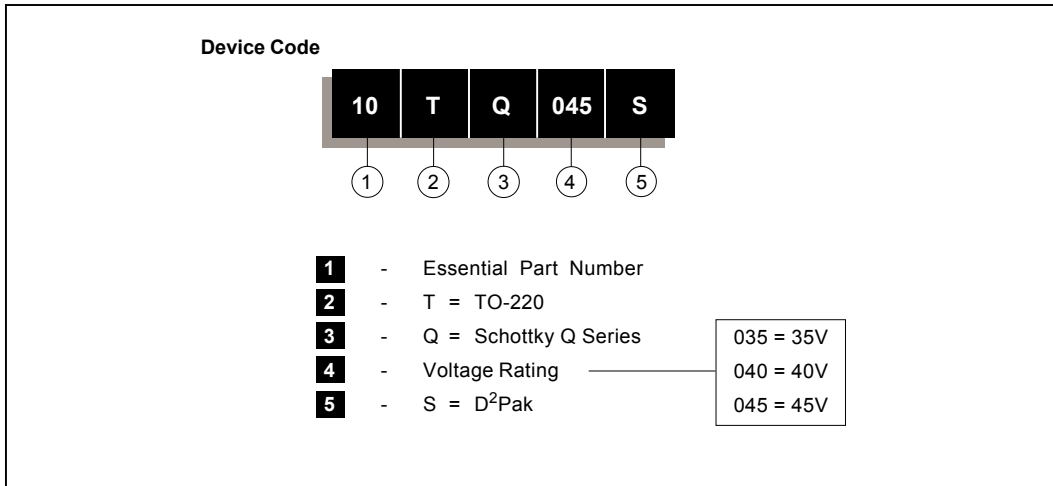 Device Code
10 T Q 045 S
1 2 3 4 5
1 - Essential Part Number
2 - T = TO-220
3 - Q = Schottky Q Series
4 - Voltage Rating
5 - S = D²Pak
035 = 35V
040 = 40V
045 = 45V